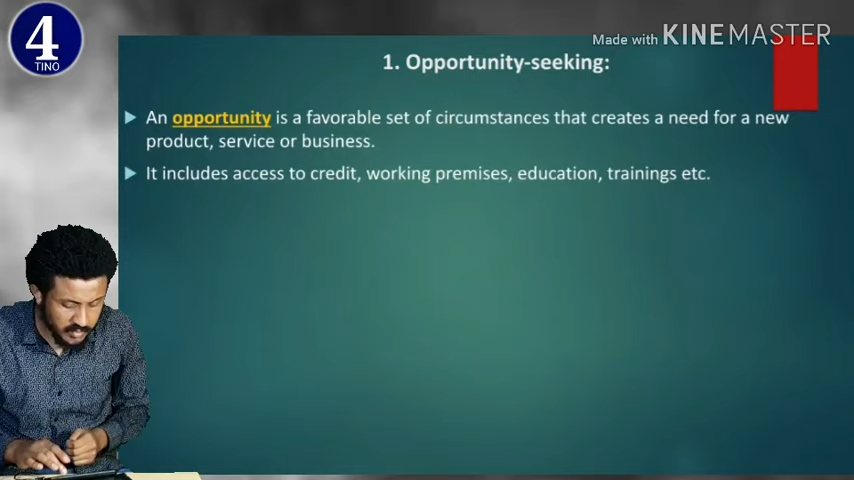 4
TINO
Made with KINEMASTER
1. Opportunity-seeking:
An opportunity is a favorable set of circumstances that creates a need for a new
product, service or business.
It includes access to credit, working premises, education, trainings etc.